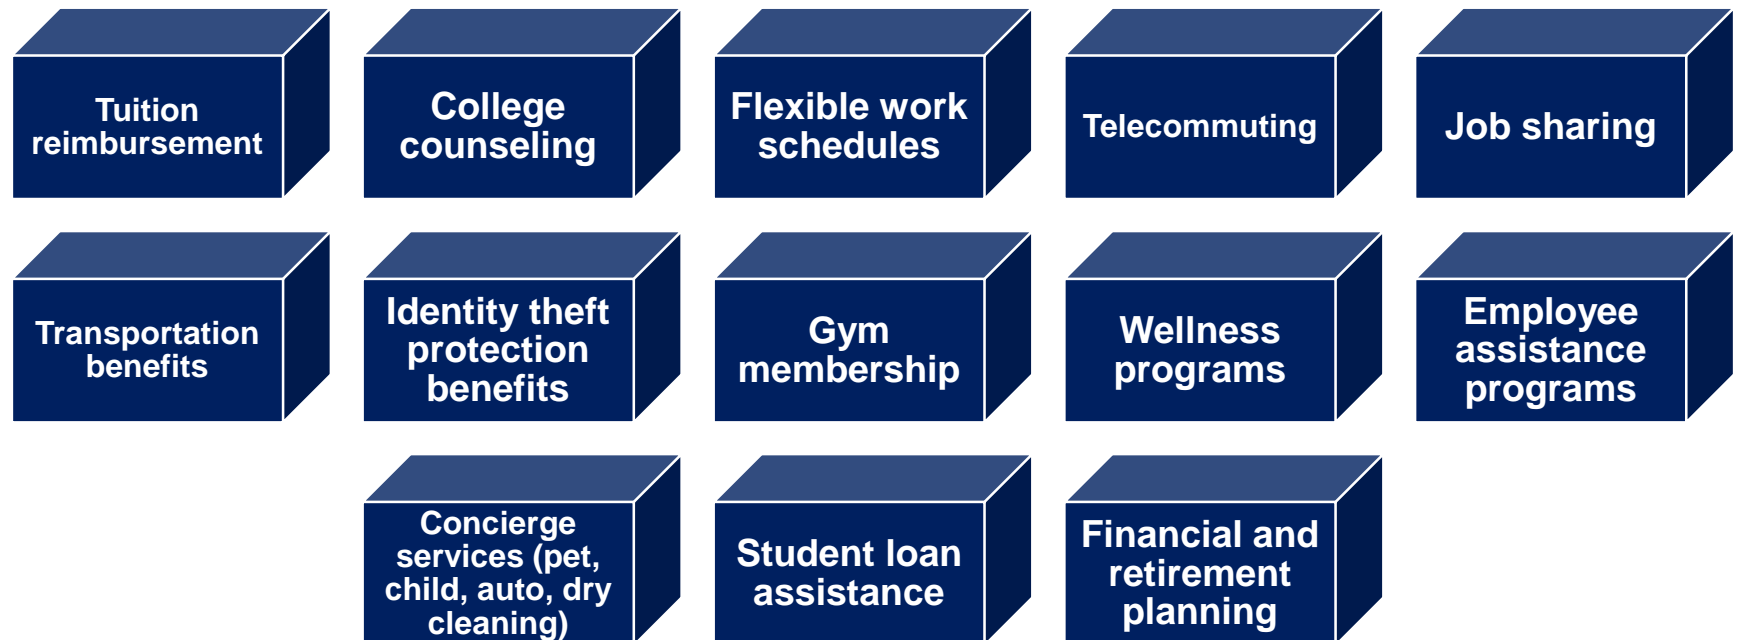 Tuition
reimbursement
College
counseling
Flexible work
schedules
Telecommuting
Job sharing
Transportation
benefits
Identity theft
protection
benefits
Gym
membership
Wellness
programs
Employee
assistance
programs
Concierge
services (pet,
child, auto, dry
cleaning)
Student loan
assistance
Financial and
retirement
planning